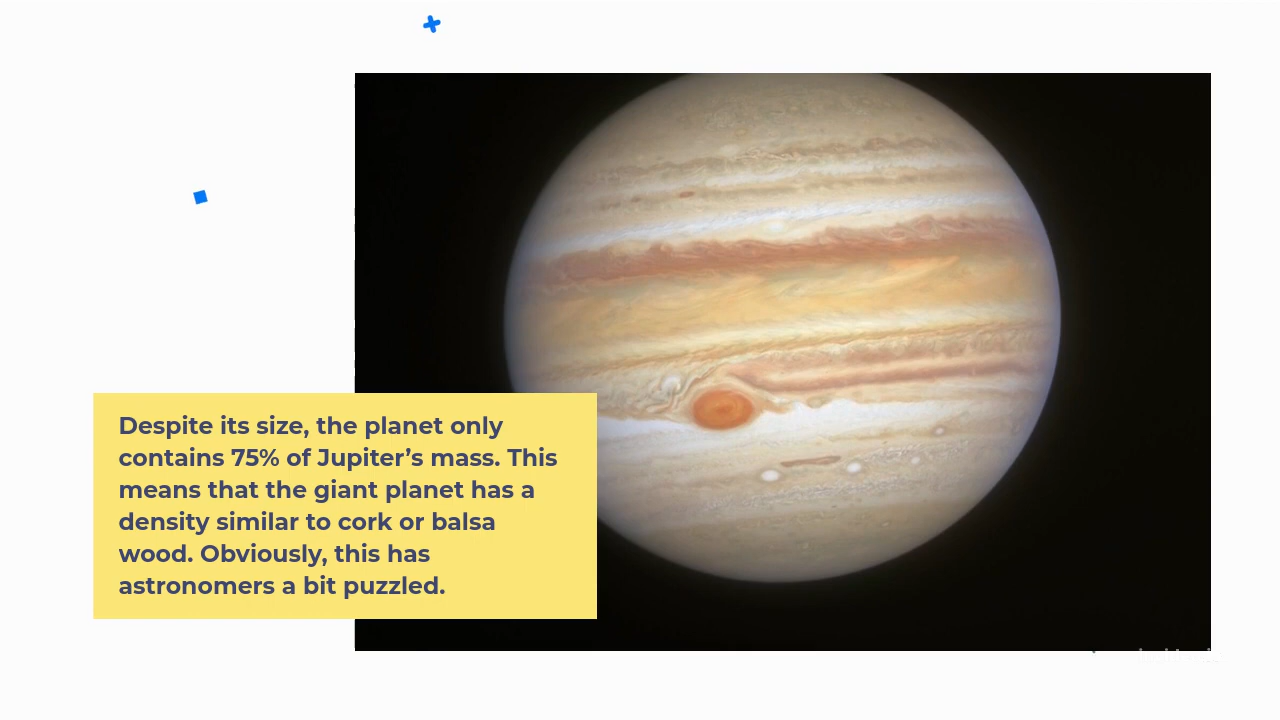 Despite its size, the planet only
contains 75% of Jupiter’s mass. This
means that the giant planet has a
density similar to cork or balsa
wood. Obviously, this has
astronomers a bit puzzled.